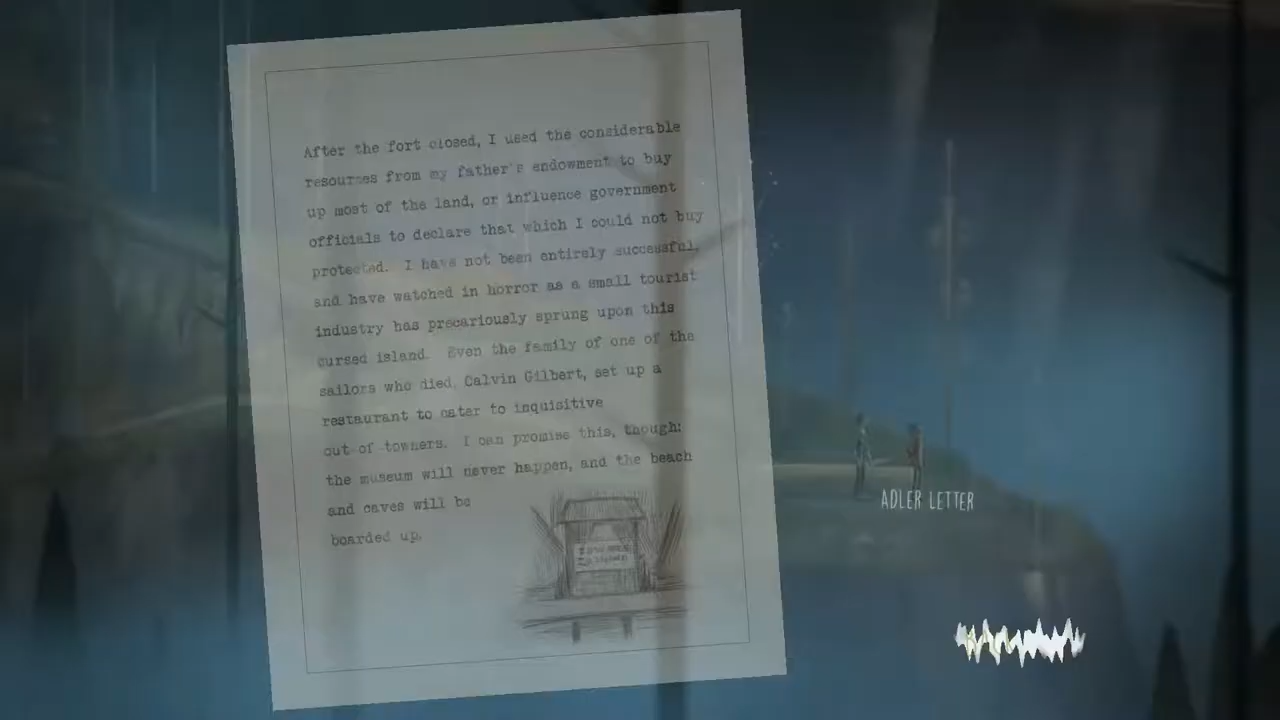 After the fort closed, I used the considerable
resources from my father's endowment to buy
up most of the land, or influence government
officials to declare that which I could not buy
protected. I have not been entirely successful,
and have watched in horror as a small tourist
industry has precariously sprung upon this
cursed island. Even the family of one of the
sailors who died, Calvin Gilbert, set up a
restaurant to cater to inquisitive
out of towners. I can promise this, though:
the museum will never happen, and the beach
and caves will be
boarded up.
ADLER LETTER